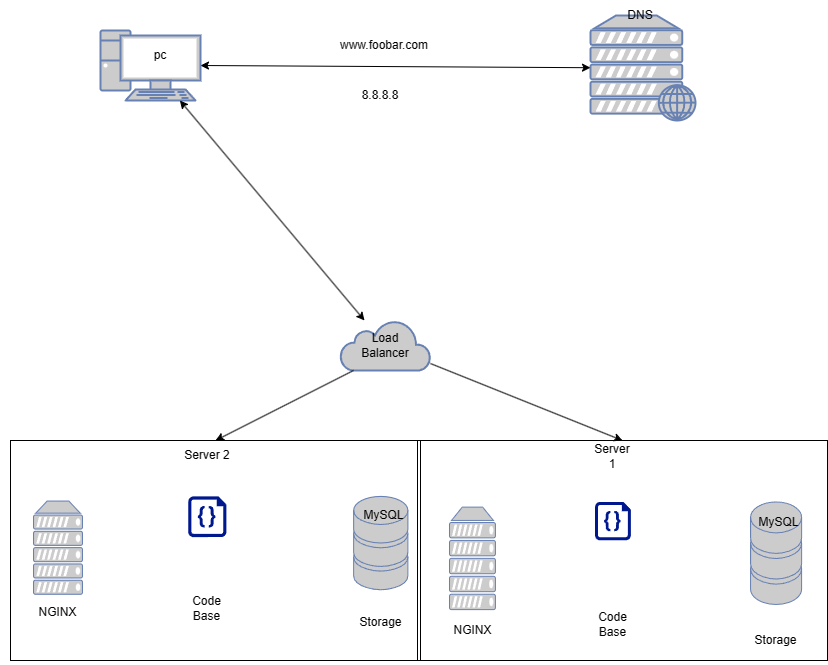 DNS
pc
www.foobar.com
8.8.8.8
Load
Balancer
Server 2
MySQL
NGINX
Code
Base
Storage
Server
1
MySQL
NGINX
Code
Base
Storage